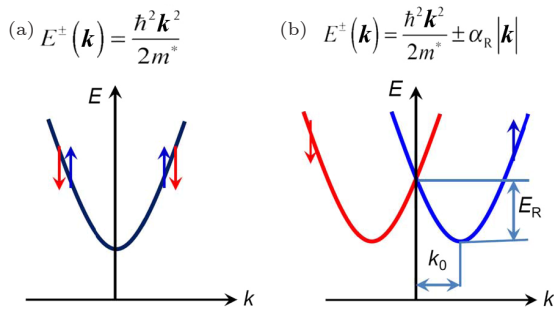 (a) E^±(k) = ħ²k² / 2m*
(b) E^±(k) = ħ²k² / 2m* ± α_R|k|
E
E
E_R
k_0
k
k